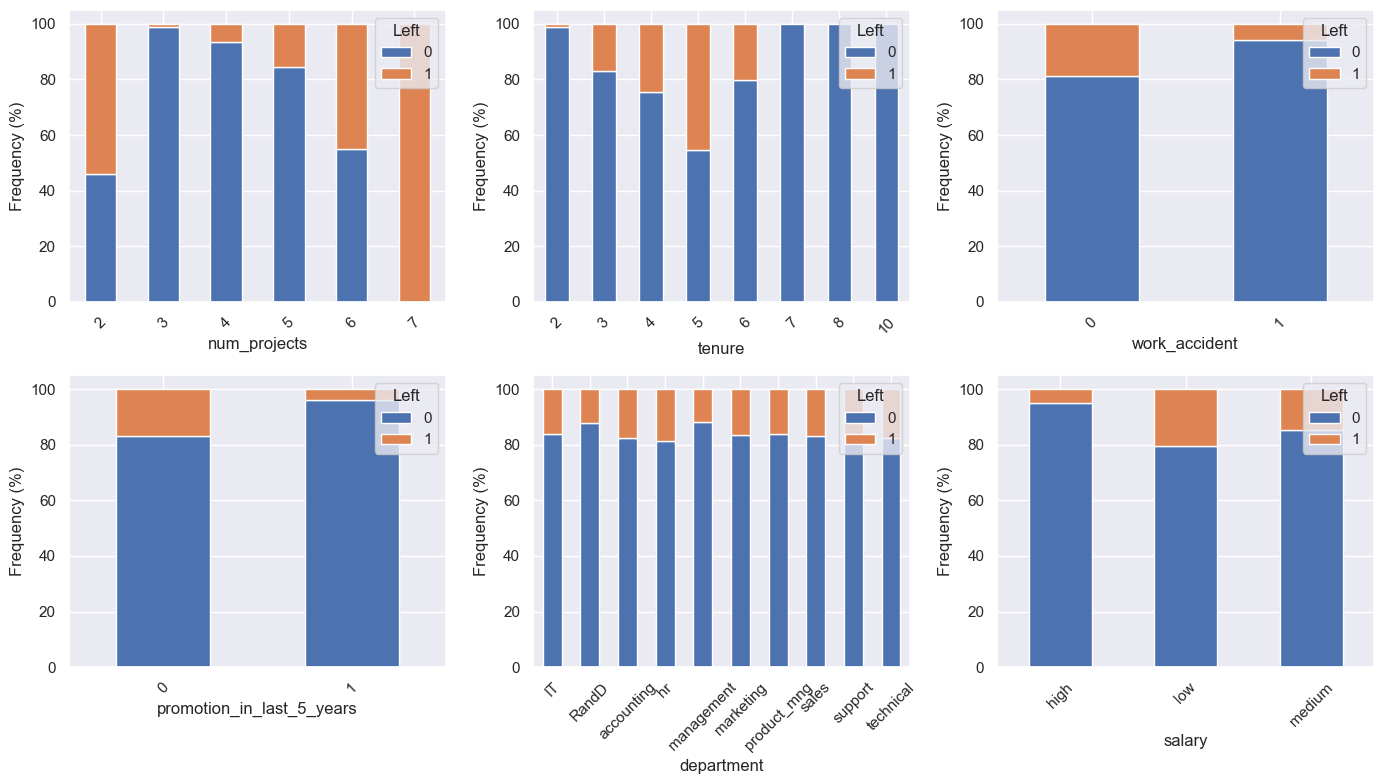 100
80
60
40
20
0
Frequency (%)
Left
0
1
2
3
4
5
6
7
num_projects
100
80
60
40
20
0
Frequency (%)
Left
0
1
2
3
4
5
6
7
8
10
tenure
100
80
60
40
20
0
Frequency (%)
Left
0
1
0
1
work_accident
100
80
60
40
20
0
Frequency (%)
Left
0
1
0
1
promotion_in_last_5_years
100
80
60
40
20
0
Frequency (%)
Left
0
1
IT
RandD
accounting
hr
management
marketing
product_mng
sales
support
technical
department
100
80
60
40
20
0
Frequency (%)
Left
0
1
high
low
medium
salary